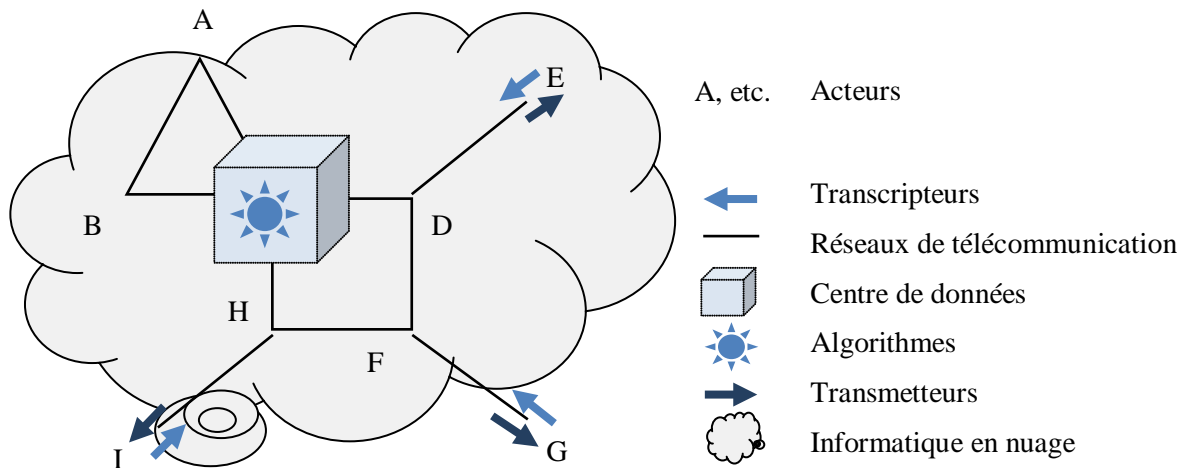 A
E
B
D
H
F
I
G
A, etc. Acteurs
Transcripteurs
Réseaux de télécommunication
Centre de données
Algorithmes
Transmetteurs
Informatique en nuage